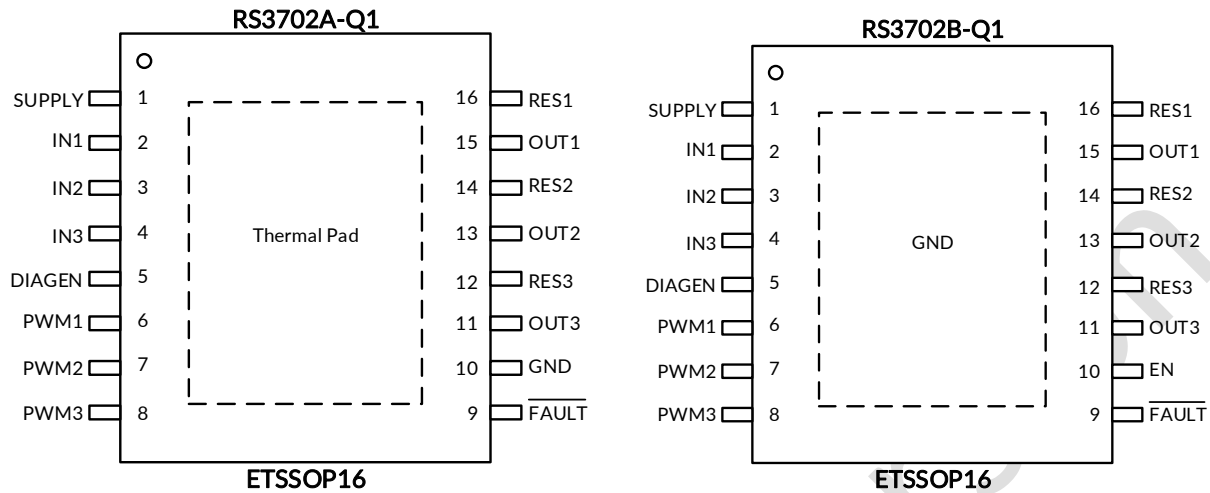 RS3702A-Q1
SUPPLY 1 16 RES1
IN1 2 15 OUT1
IN2 3 14 RES2
IN3 4 Thermal Pad 13 OUT2
DIAGEN 5 12 RES3
PWM1 6 11 OUT3
PWM2 7 10 GND
PWM3 8 9 FAULT
ETSSOP16
RS3702B-Q1
SUPPLY 1 16 RES1
IN1 2 15 OUT1
IN2 3 14 RES2
IN3 4 GND 13 OUT2
DIAGEN 5 12 RES3
PWM1 6 11 OUT3
PWM2 7 10 EN
PWM3 8 9 FAULT
ETSSOP16